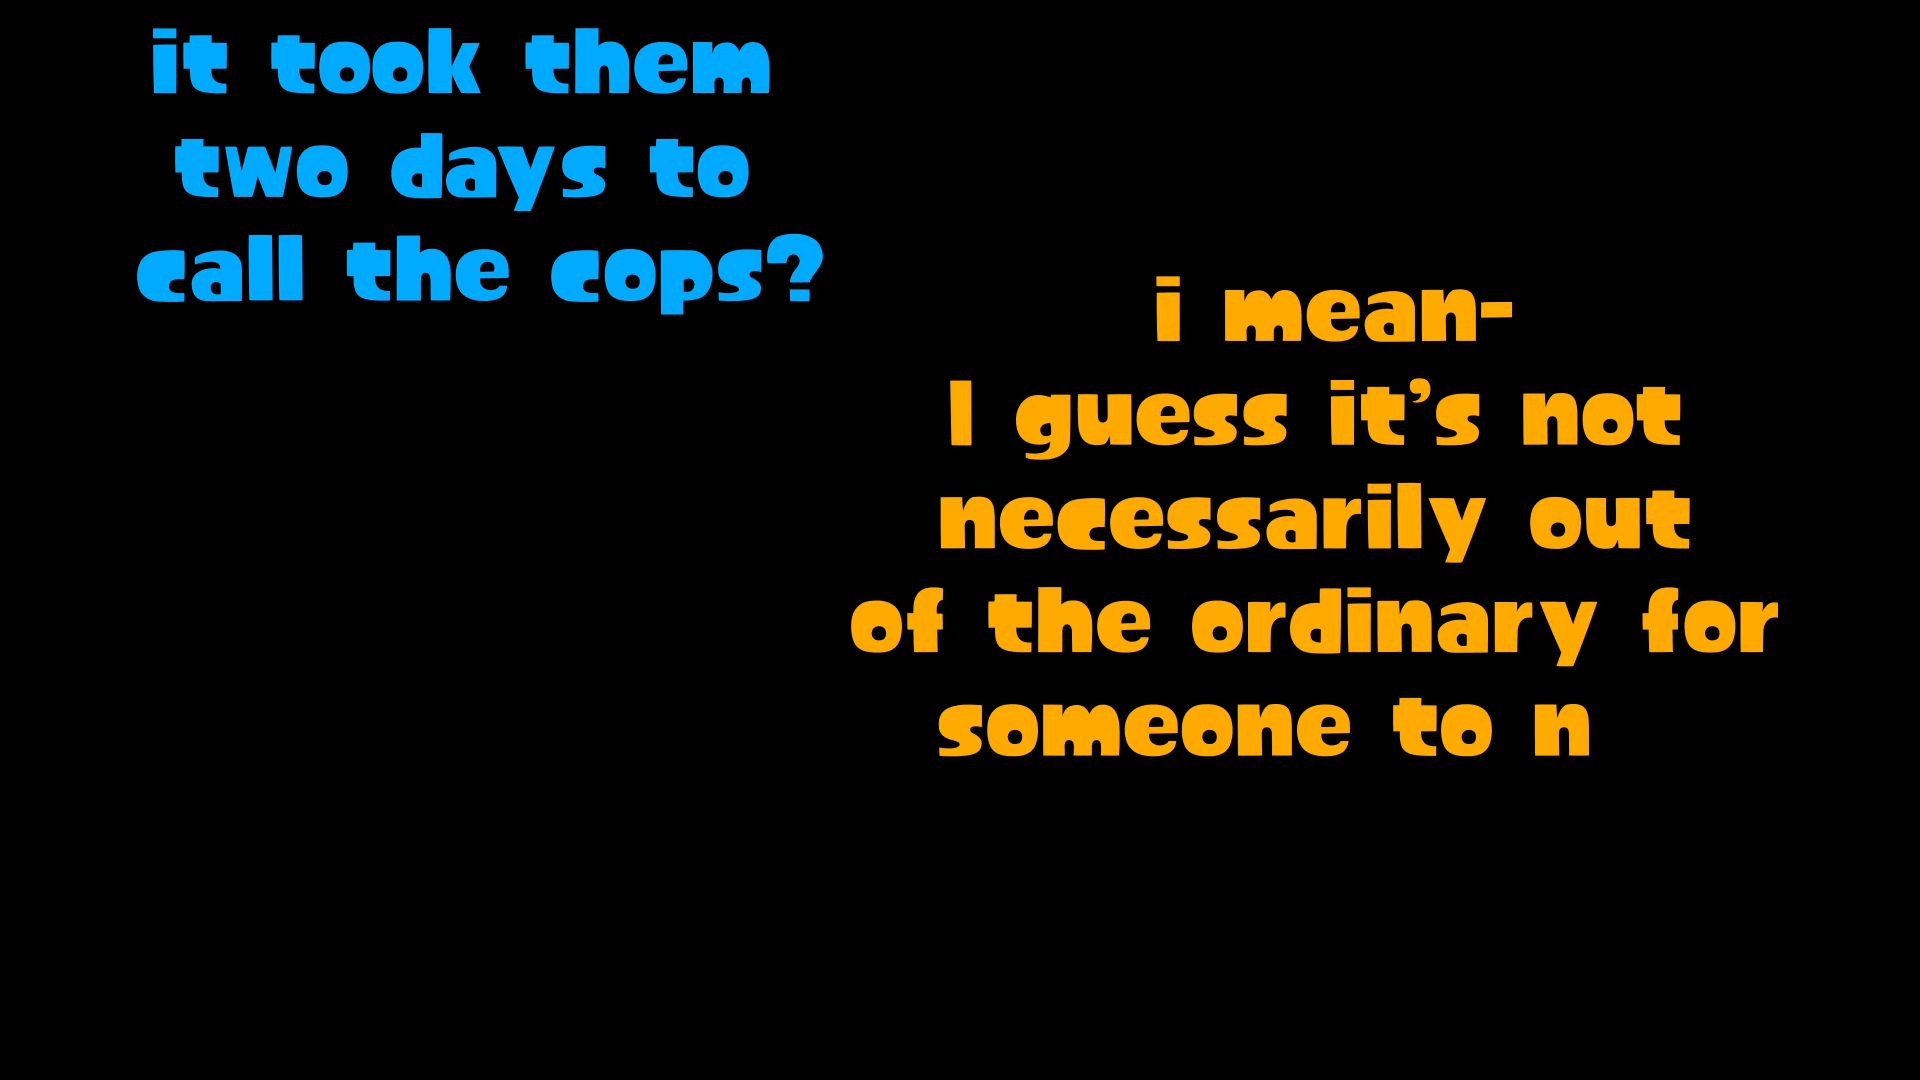 it took them
two days to
call the cops?
i mean-
I guess it's not
necessarily out
of the ordinary for
someone to n